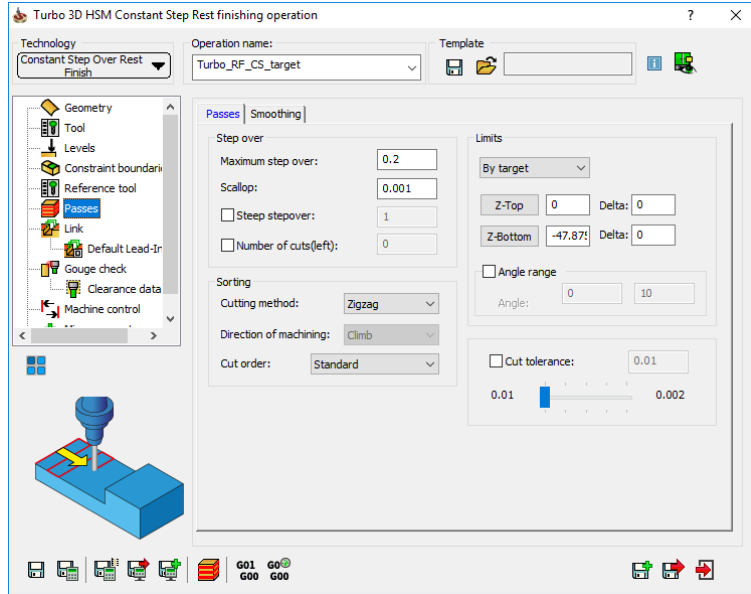 Turbo 3D HSM Constant Step Rest finishing operation ?
Technology
Constant Step Over Rest
Finish
Operation name:
Turbo_RF_CS_target
Template
Geometry
Tool
Levels
Constraint boundari
Reference tool
Passes
Link
Default Lead-Ir
Gouge check
Clearance data
Machine control
Passes Smoothing
Step over
Maximum step over: 0.2
Scallop: 0.001
Steep stepover: 1
Number of cuts(left): 0
Sorting
Cutting method: Zigzag
Direction of machining: Climb
Cut order: Standard
Limits
By target
Z-Top 0 Delta: 0
Z-Bottom -47.875 Delta: 0
Angle range
Angle: 0 10
Cut tolerance: 0.01
0.01 0.002
G01 G0
G00 G00